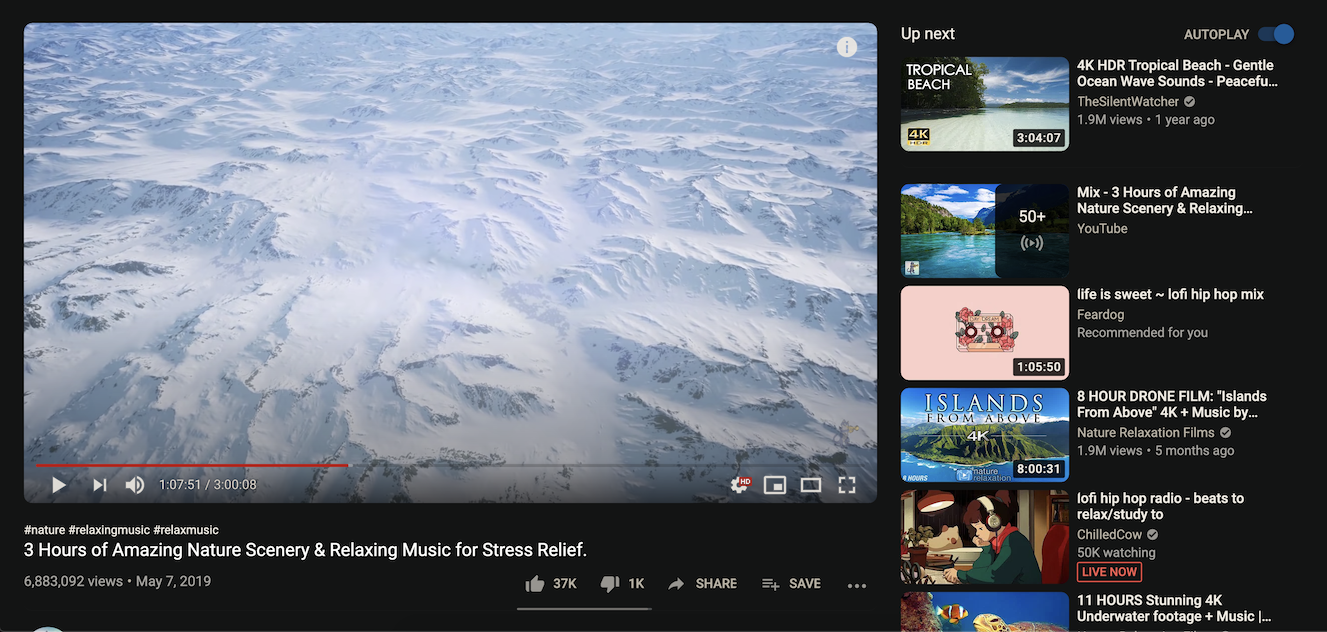 1:07:51 / 3:00:08
HD
#nature #relaxingmusic #relaxmusic
3 Hours of Amazing Nature Scenery & Relaxing Music for Stress Relief.
6,883,092 views • May 7, 2019
37K
1K
SHARE
SAVE
Up next
AUTOPLAY
TROPICAL
BEACH
4K
HDR
3:04:07
4K HDR Tropical Beach - Gentle
Ocean Wave Sounds - Peacefu...
TheSilentWatcher
1.9M views • 1 year ago
50+
Mix - 3 Hours of Amazing
Nature Scenery & Relaxing...
YouTube
DAY DREAM
1:05:50
life is sweet ~ lofi hip hop mix
Feardog
Recommended for you
ISLANDS
FROM ABOVE
4K
8 HOURS
nature
relaxation
8:00:31
8 HOUR DRONE FILM: "Islands
From Above" 4K + Music by...
Nature Relaxation Films
1.9M views • 5 months ago
lofi hip hop radio - beats to
relax/study to
ChilledCow
50K watching
LIVE NOW
11 HOURS Stunning 4K
Underwater footage + Music |...